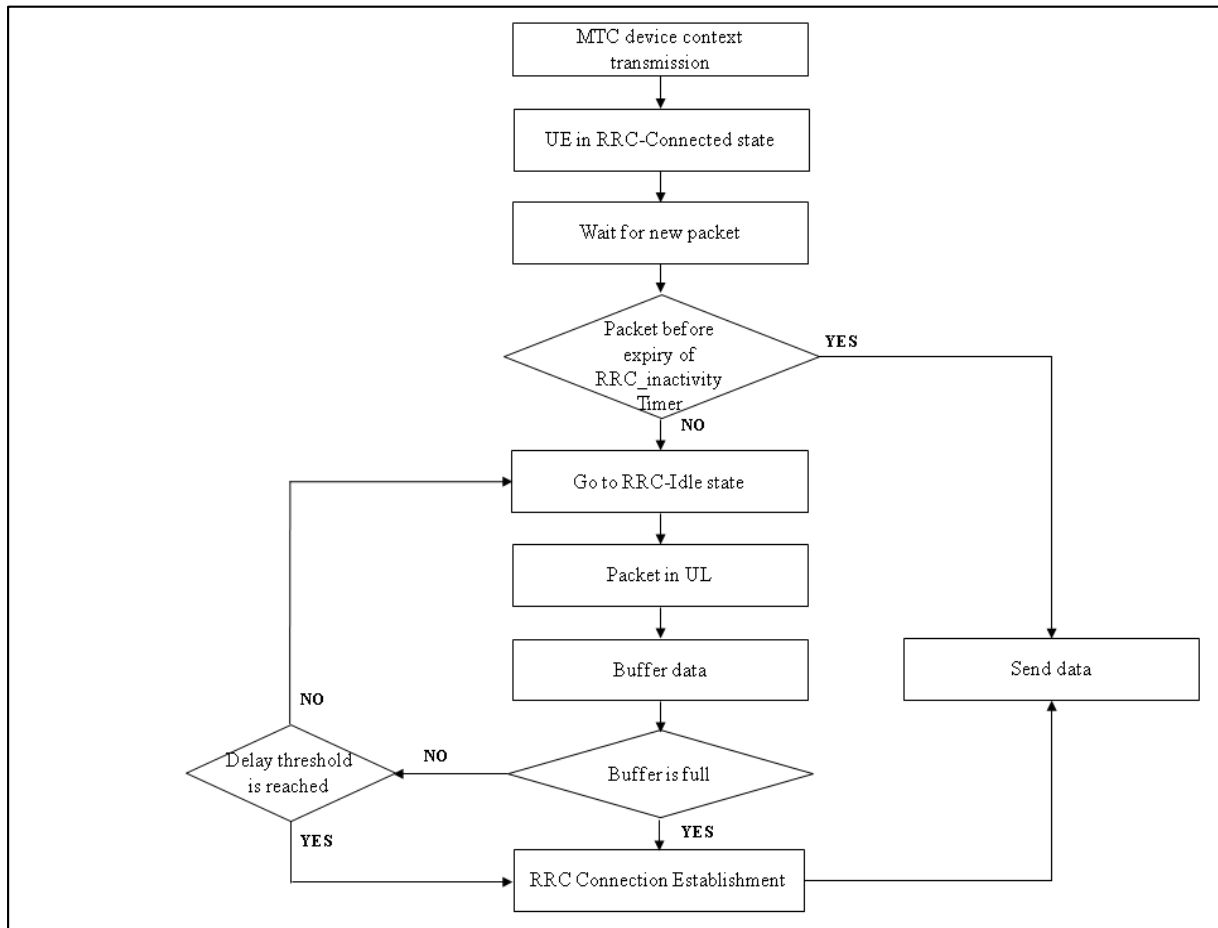 MTC device context
transmission
UE in RRC-Connected state
Wait for new packet
Packet before
expiry of
RRC_inactivity
Timer
YES
NO
Go to RRC-Idle state
Packet in UL
Buffer data
Send data
NO
Delay threshold
is reached
NO
Buffer is full
YES
YES
RRC Connection Establishment